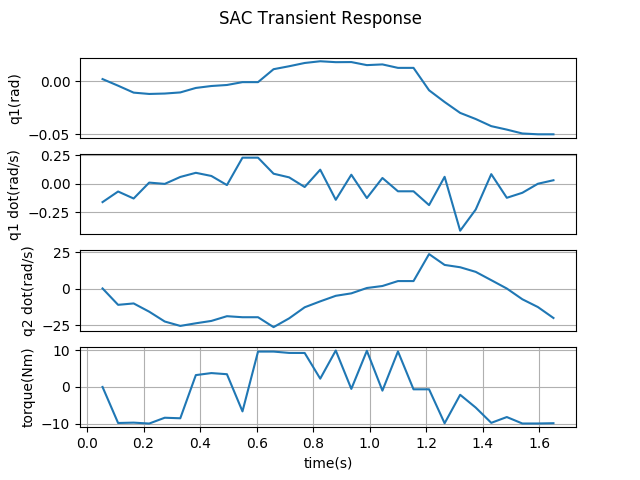 SAC Transient Response
0.00
−0.05
q1(rad)
0.25
0.00
−0.25
q1 dot(rad/s)
25
0
−25
q2 dot(rad/s)
10
0
−10
torque(Nm)
0.0 0.2 0.4 0.6 0.8 1.0 1.2 1.4 1.6
time(s)